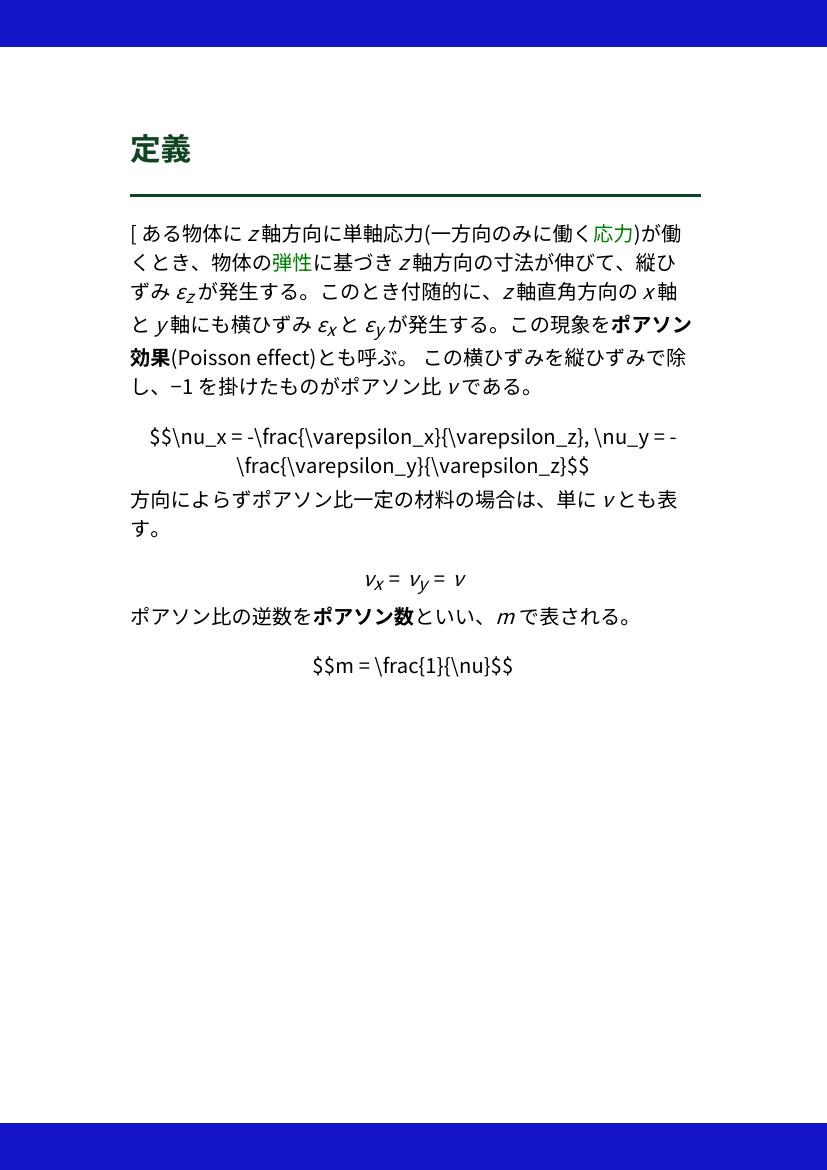 定義
[ ある物体に z 軸方向に単軸応力(一方向のみに働く応力)が働
くとき、物体の弾性に基づき z 軸方向の寸法が伸びて、縦ひ
ずみ εz が発生する。このとき付随的に、z 軸直角方向の x 軸
と y 軸にも横ひずみ εx と εy が発生する。この現象をポアソン
効果(Poisson effect)とも呼ぶ。 この横ひずみを縦ひずみで除
し、−1 を掛けたものがポアソン比 ν である。
$$\nu_x = -\frac{\varepsilon_x}{\varepsilon_z}, \nu_y = -
\frac{\varepsilon_y}{\varepsilon_z}$$
方向によらずポアソン比一定の材料の場合は、単に ν とも表
す。
νx = νy = ν
ポアソン比の逆数をポアソン数といい、m で表される。
$$m = \frac{1}{\nu}$$